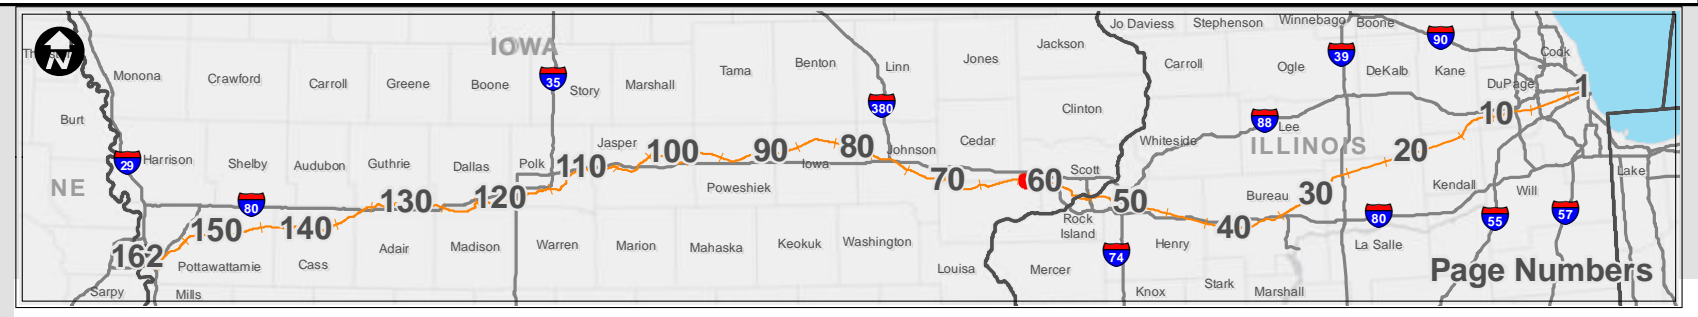 Jo Daviess Stephenson Winnebago Boone
IOWA
Jackson
90
Cook
N
39
Monona Crawford Carroll Greene Boone 35 Story Marshall Tama Benton Linn Jones Carroll Ogle DeKalb Kane
DuPage 1
380
Clinton
10
Burt
88 Lee
Jasper
Cedar
Whiteside
ILLINOIS
29 Harrison Shelby Audubon Guthrie Dallas Polk 110 100 90 Iowa 80 Johnson
20
Scott
Lake
NE
80
Poweshiek
70 60
150 140 130 120
50
Bureau 30 Kendall Will
Rock
Island
40
80 55 57
162
Adair Madison Warren Marion Mahaska Keokuk Washington
Henry
La Salle
74
Pottawattamie Cass
Louisa Mercer
Page Numbers
Sarpy Mills
Knox Stark Marshall